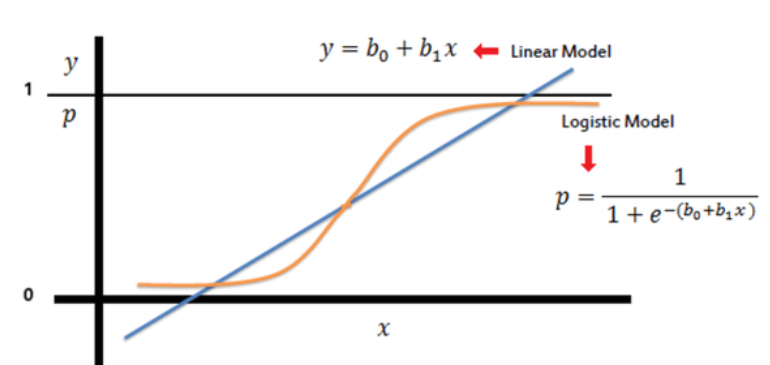 y = b₀ + b₁x Linear Model
y
1
p
Logistic Model
p = 1 / (1 + e^−(b₀+b₁x))
0
x